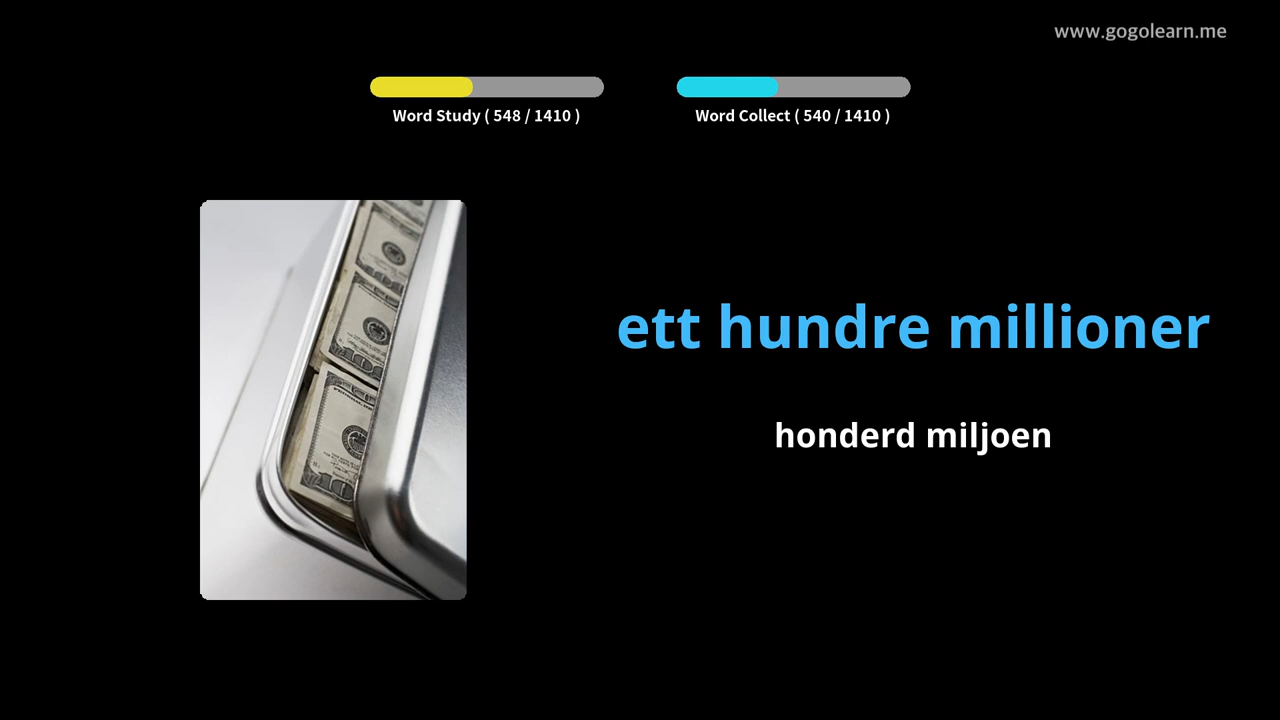 www.gogolearn.me
Word Study ( 548 / 1410 )
Word Collect ( 540 / 1410 )
ett hundre millioner
honderd miljoen